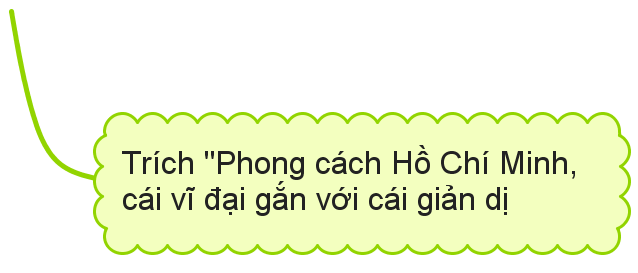 Trích "Phong cách Hồ Chí Minh,
cái vĩ đại gắn với cái giản dị